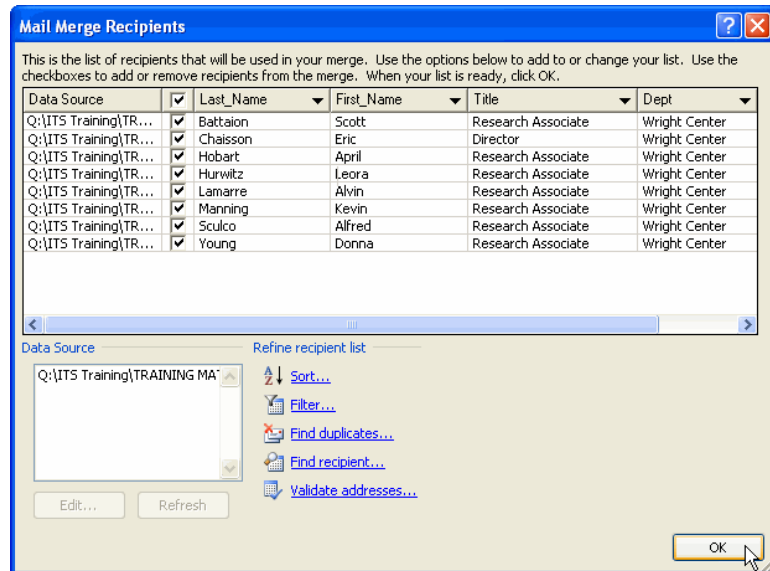 Mail Merge Recipients
This is the list of recipients that will be used in your merge. Use the options below to add to or change your list. Use the
checkboxes to add or remove recipients from the merge. When your list is ready, click OK.
Data Source Last_Name First_Name Title Dept
Q:\ITS Training\TR... Battaion Scott Research Associate Wright Center
Q:\ITS Training\TR... Chaisson Eric Director Wright Center
Q:\ITS Training\TR... Hobart April Research Associate Wright Center
Q:\ITS Training\TR... Hurwitz Leora Research Associate Wright Center
Q:\ITS Training\TR... Lamarre Alvin Research Associate Wright Center
Q:\ITS Training\TR... Manning Kevin Research Associate Wright Center
Q:\ITS Training\TR... Sculco Alfred Research Associate Wright Center
Q:\ITS Training\TR... Young Donna Research Associate Wright Center
Data Source Refine recipient list
Q:\ITS Training\TRAINING MAT
Sort...
Filter...
Find duplicates...
Find recipient...
Validate addresses...
Edit... Refresh
OK